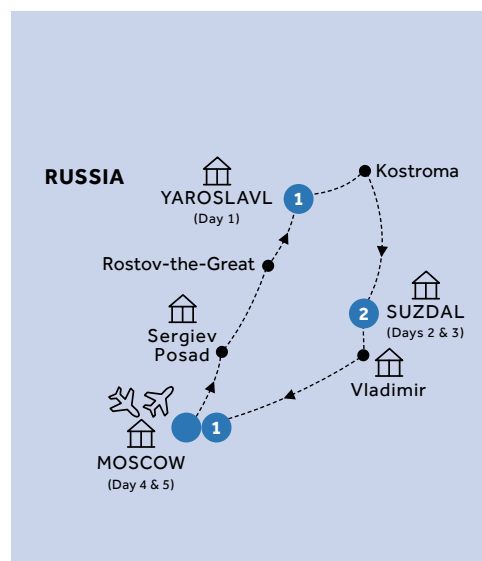 RUSSIA
YAROSLAVL
(Day 1)
1
Kostroma
Rostov-the-Great
2
SUZDAL
(Days 2 & 3)
Sergiev
Posad
Vladimir
1
MOSCOW
(Day 4 & 5)